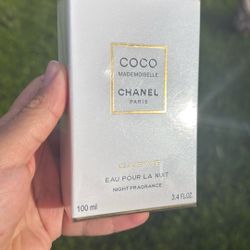 COCO
MADEMOISELLE
CHANEL
PARIS
EAU POUR LA NUIT
NIGHT FRAGRANCE
100 ml
3.4 FL.OZ.